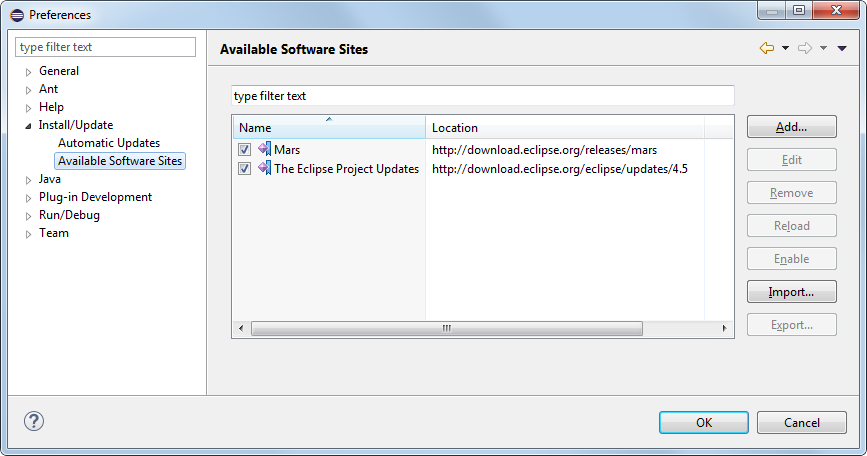 Preferences
type filter text
General
Ant
Help
Install/Update
Automatic Updates
Available Software Sites
Java
Plug-in Development
Run/Debug
Team
Available Software Sites
type filter text
Name Location
Mars http://download.eclipse.org/releases/mars
The Eclipse Project Updates http://download.eclipse.org/eclipse/updates/4.5
Add...
Edit
Remove
Reload
Enable
Import...
Export...
?
OK Cancel